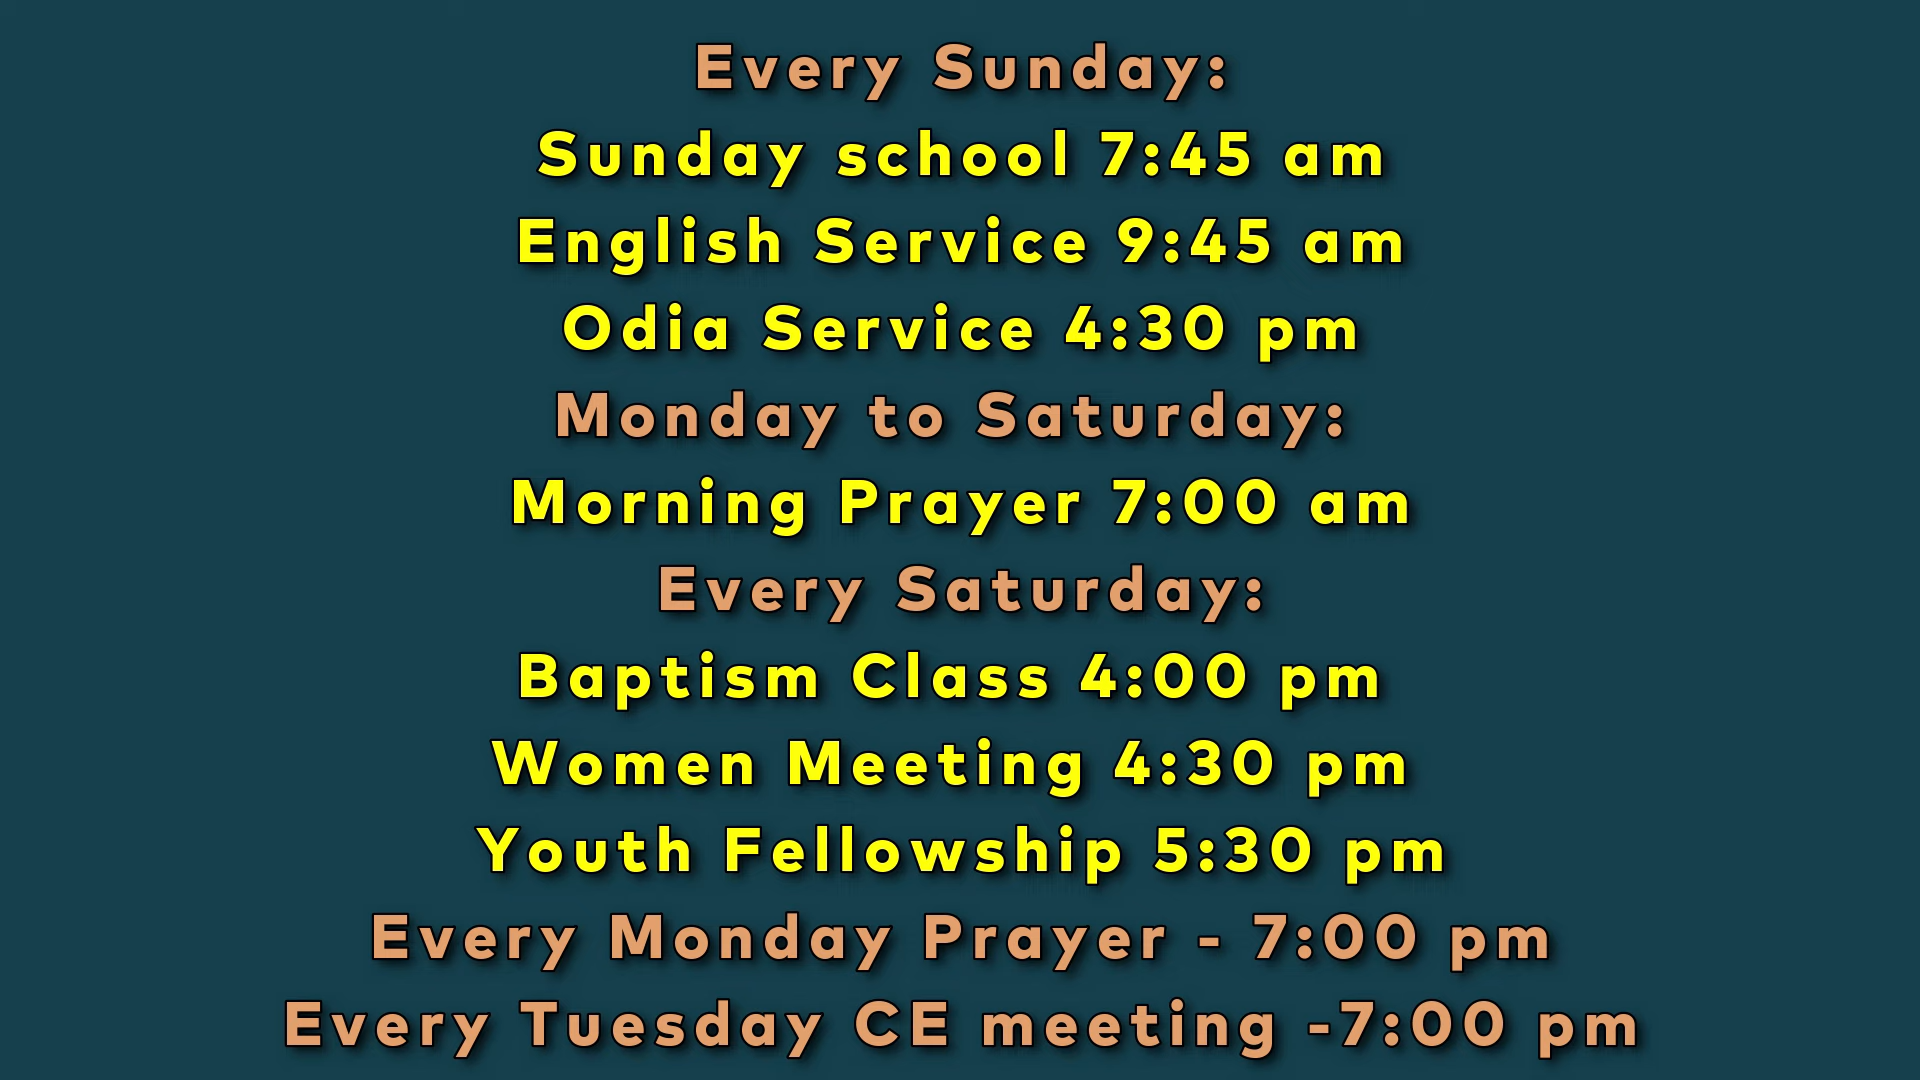 Every Sunday:
Sunday school 7:45 am
English Service 9:45 am
Odia Service 4:30 pm
Monday to Saturday:
Morning Prayer 7:00 am
Every Saturday:
Baptism Class 4:00 pm
Women Meeting 4:30 pm
Youth Fellowship 5:30 pm
Every Monday Prayer - 7:00 pm
Every Tuesday CE meeting -7:00 pm